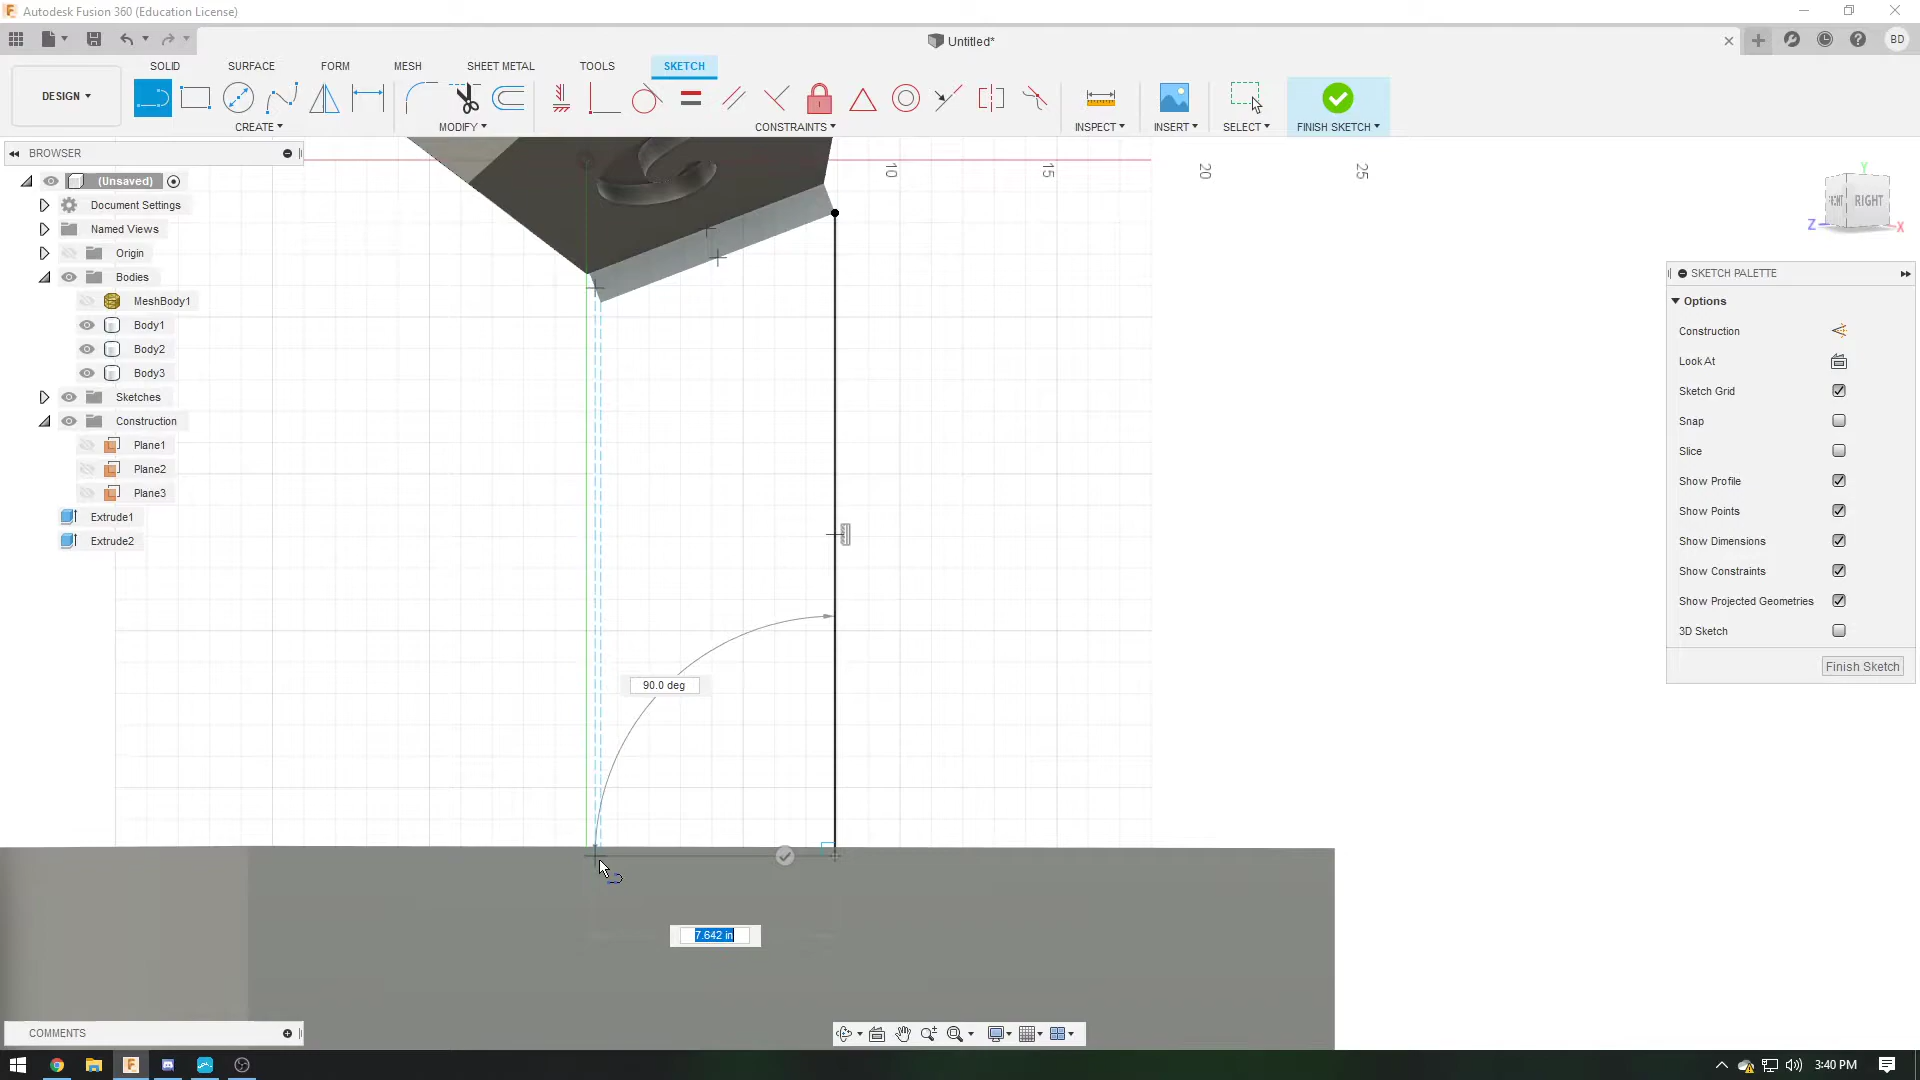 Autodesk Fusion 360 (Education License)
Untitled*
BD
DESIGN
SOLID
SURFACE
FORM
MESH
SHEET METAL
TOOLS
SKETCH
CREATE
MODIFY
CONSTRAINTS
INSPECT
INSERT
SELECT
FINISH SKETCH
BROWSER
(Unsaved)
Document Settings
Named Views
Origin
Bodies
MeshBody1
Body1
Body2
Body3
Sketches
Construction
Plane1
Plane2
Plane3
Extrude1
Extrude2
10
15
20
25
90.0 deg
7.642 in
Y
FRONT
RIGHT
Z
X
SKETCH PALETTE
Options
Construction
Look At
Sketch Grid
Snap
Slice
Show Profile
Show Points
Show Dimensions
Show Constraints
Show Projected Geometries
3D Sketch
Finish Sketch
COMMENTS
3:40 PM